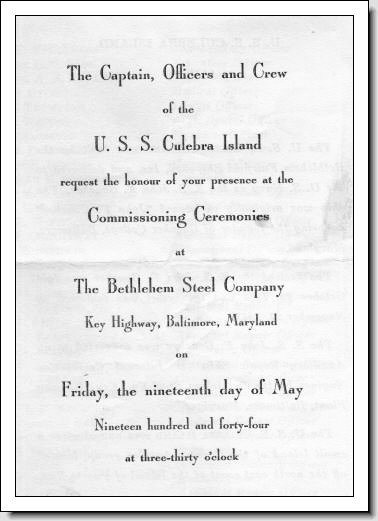 The Captain, Officers and Crew
of the
U. S. S. Culebra Island
request the honour of your presence at the
Commissioning Ceremonies
at
The Bethlehem Steel Company
Key Highway, Baltimore, Maryland
on
Friday, the nineteenth day of May
Nineteen hundred and forty-four
at three-thirty o'clock